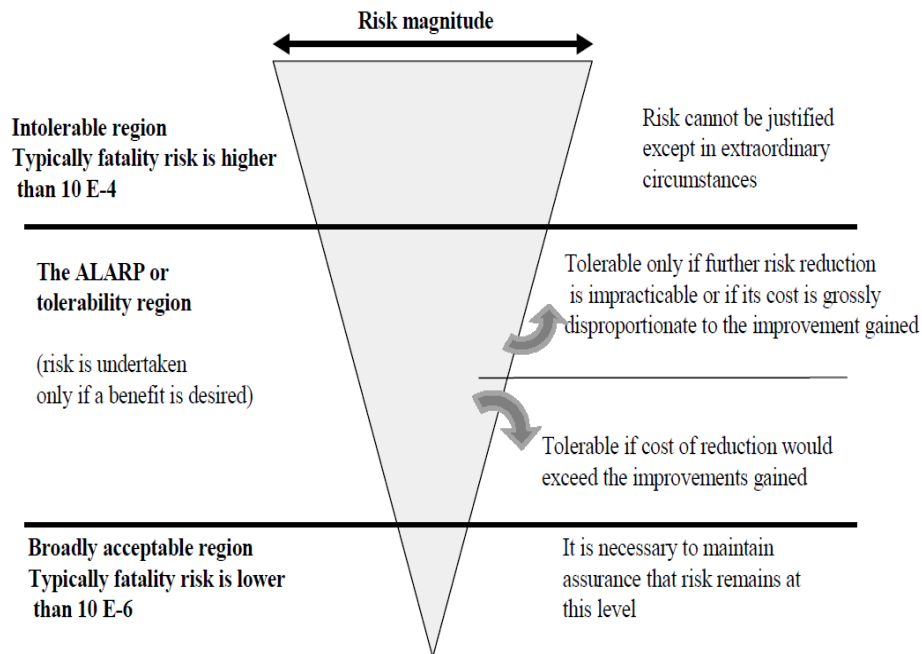 Risk magnitude
Intolerable region
Typically fatality risk is higher
than 10 E-4
Risk cannot be justified
except in extraordinary
circumstances
The ALARP or
tolerability region
(risk is undertaken
only if a benefit is desired)
Tolerable only if further risk reduction
is impracticable or if its cost is grossly
disproportionate to the improvement gained
Tolerable if cost of reduction would
exceed the improvements gained
Broadly acceptable region
Typically fatality risk is lower
than 10 E-6
It is necessary to maintain
assurance that risk remains at
this level